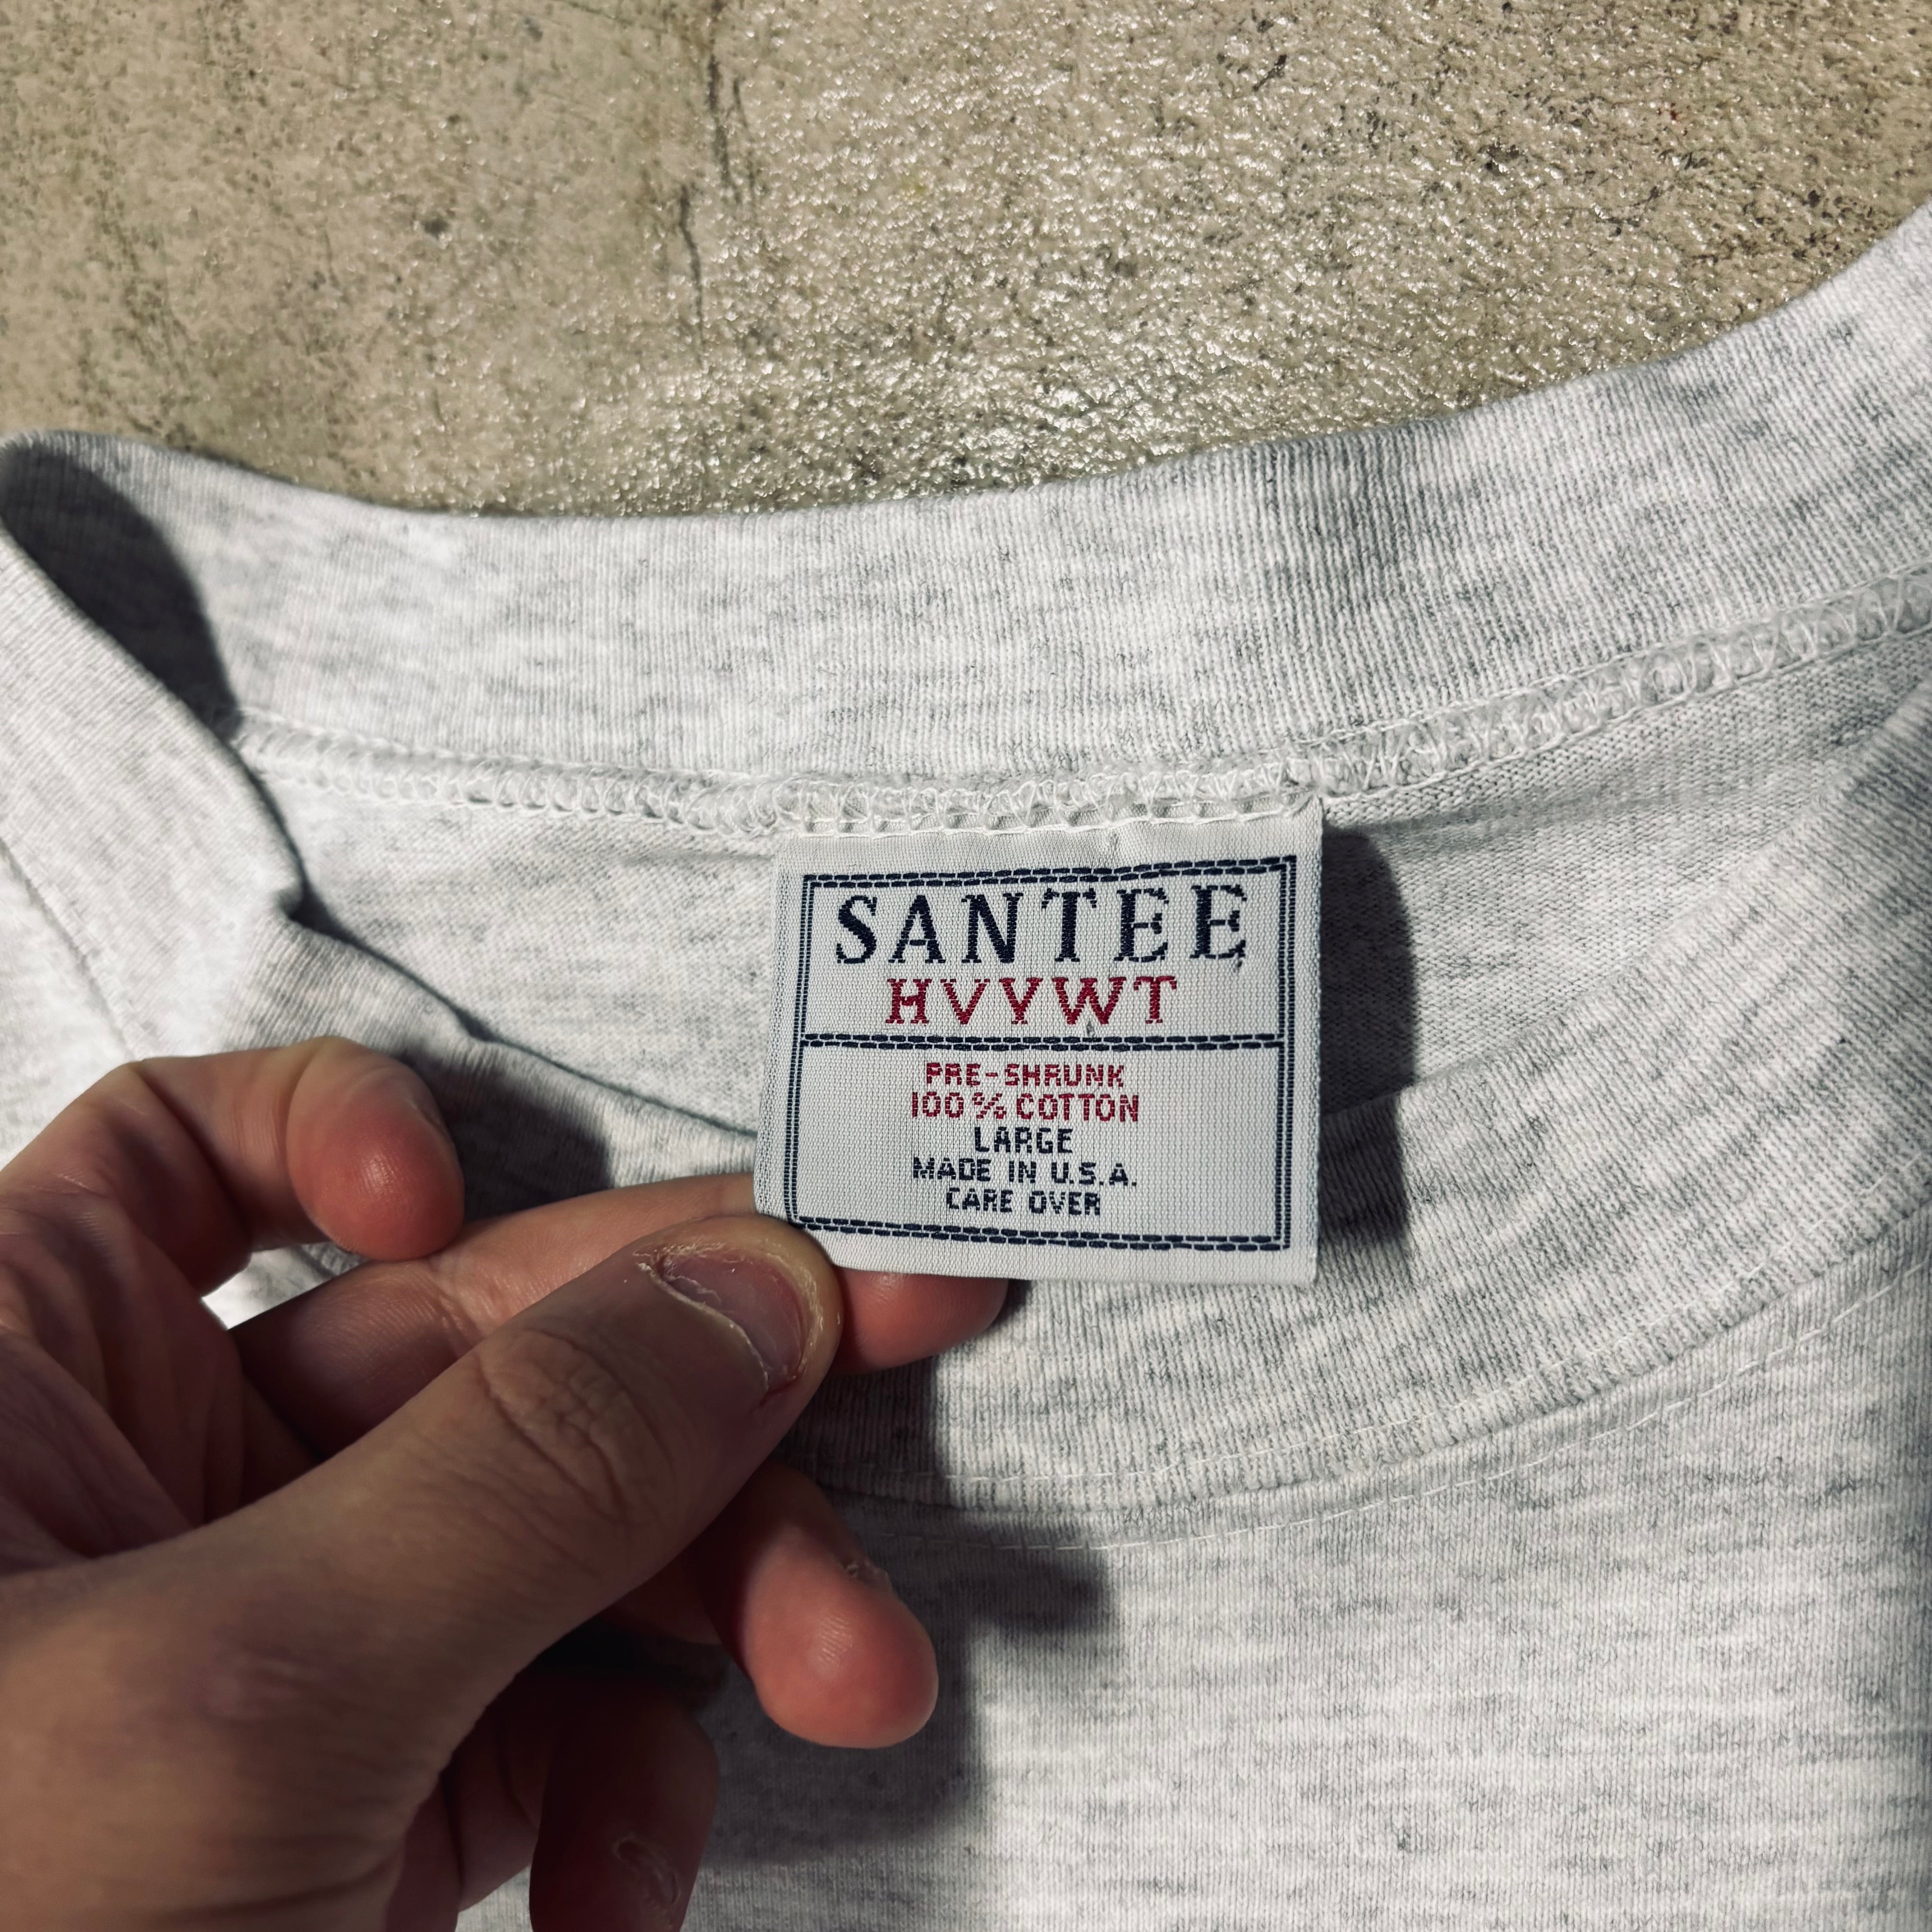 SANTEE
HVYWT
PRE-SHRUNK
100% COTTON
LARGE
MADE IN U.S.A.
CARE OVER